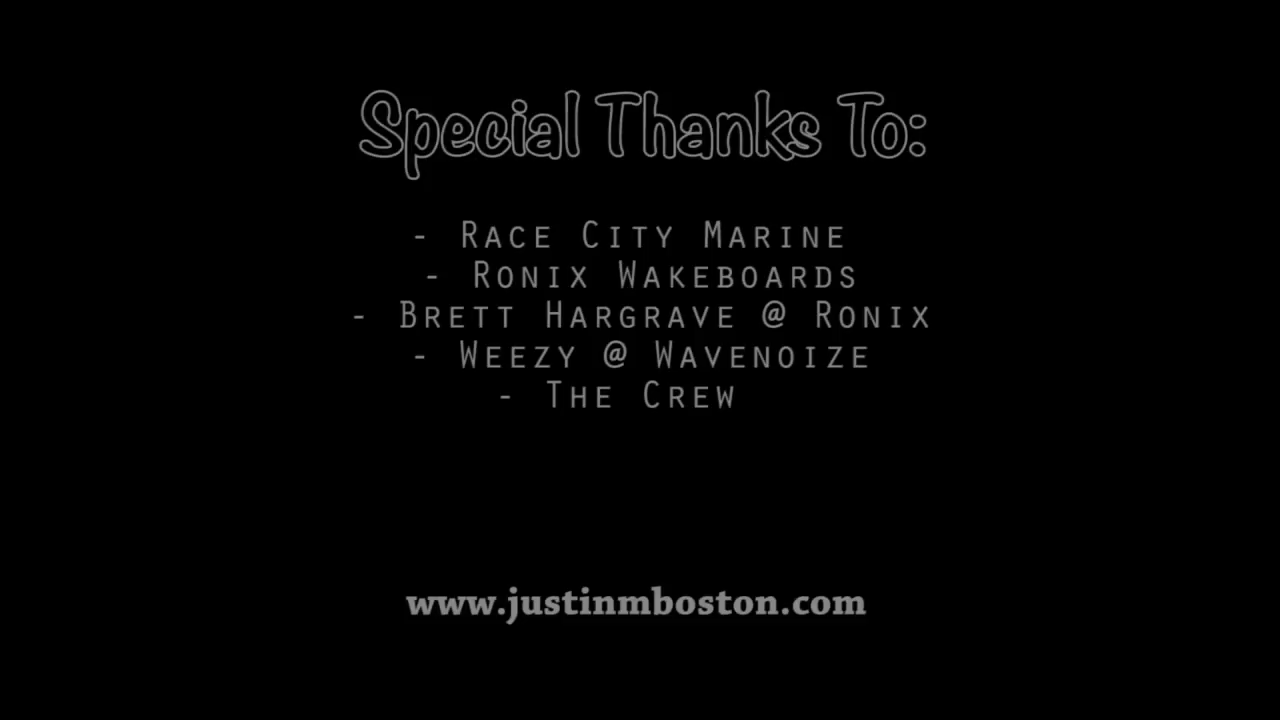 Special Thanks To:
- Race City Marine
- Ronix Wakeboards
- Brett Hargrave @ Ronix
- Weezy @ Wavenoize
- The Crew
www.justinmboston.com